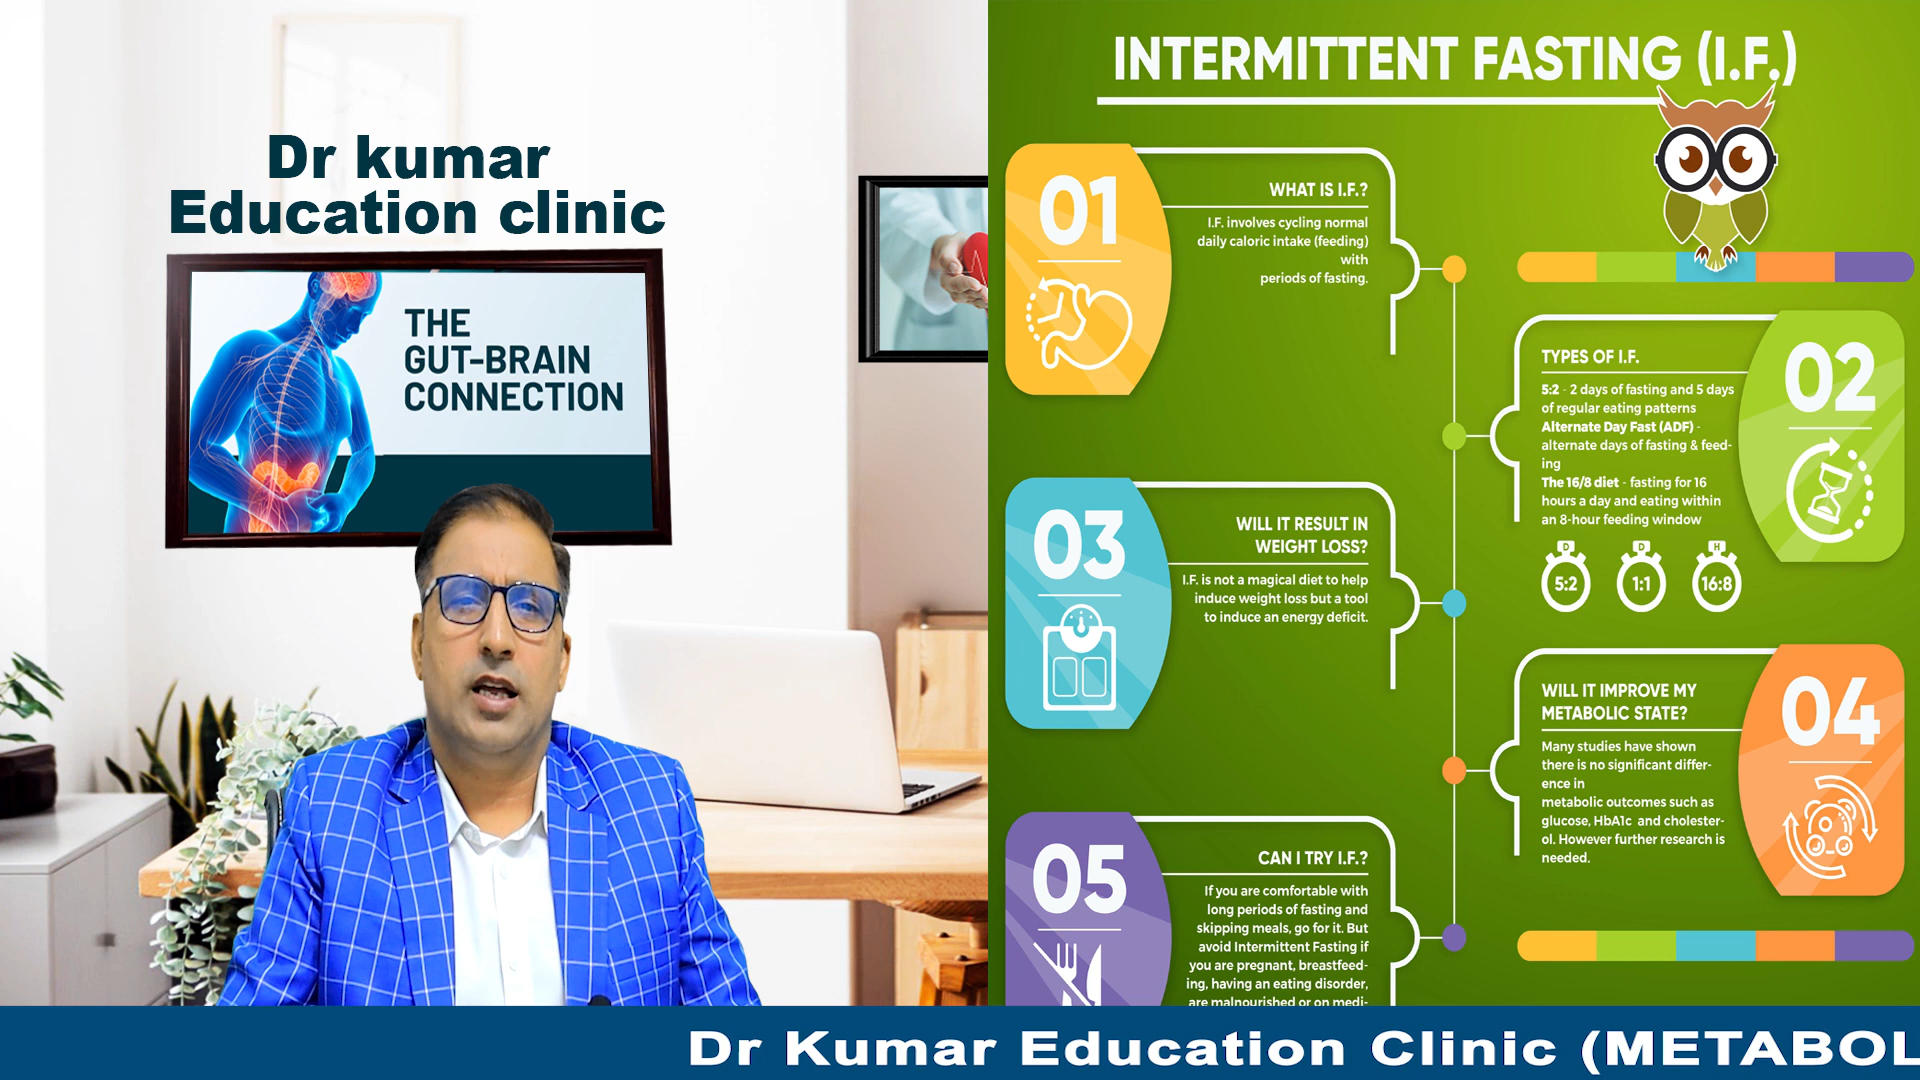 Dr kumar
Education clinic
THE
GUT-BRAIN
CONNECTION
INTERMITTENT FASTING (I.F.)
01
WHAT IS I.F.?
I.F. involves cycling normal
daily caloric intake (feeding)
with
periods of fasting.
02
TYPES OF I.F.
5:2 - 2 days of fasting and 5 days
of regular eating patterns
Alternate Day Fast (ADF) -
alternate days of fasting & feed-
ing
The 16/8 diet - fasting for 16
hours a day and eating within
an 8-hour feeding window
D D H
5:2 1:1 16:8
03
WILL IT RESULT IN
WEIGHT LOSS?
I.F. is not a magical diet to help
induce weight loss but a tool
to induce an energy deficit.
04
WILL IT IMPROVE MY
METABOLIC STATE?
Many studies have shown
there is no significant differ-
ence in
metabolic outcomes such as
glucose, HbA1c and cholester-
ol. However further research is
needed.
05
CAN I TRY I.F.?
If you are comfortable with
long periods of fasting and
skipping meals, go for it. But
avoid Intermittent Fasting if
you are pregnant, breastfeed-
ing, having an eating disorder,
are malnourished or on medi-
Dr Kumar Education Clinic (METABOL